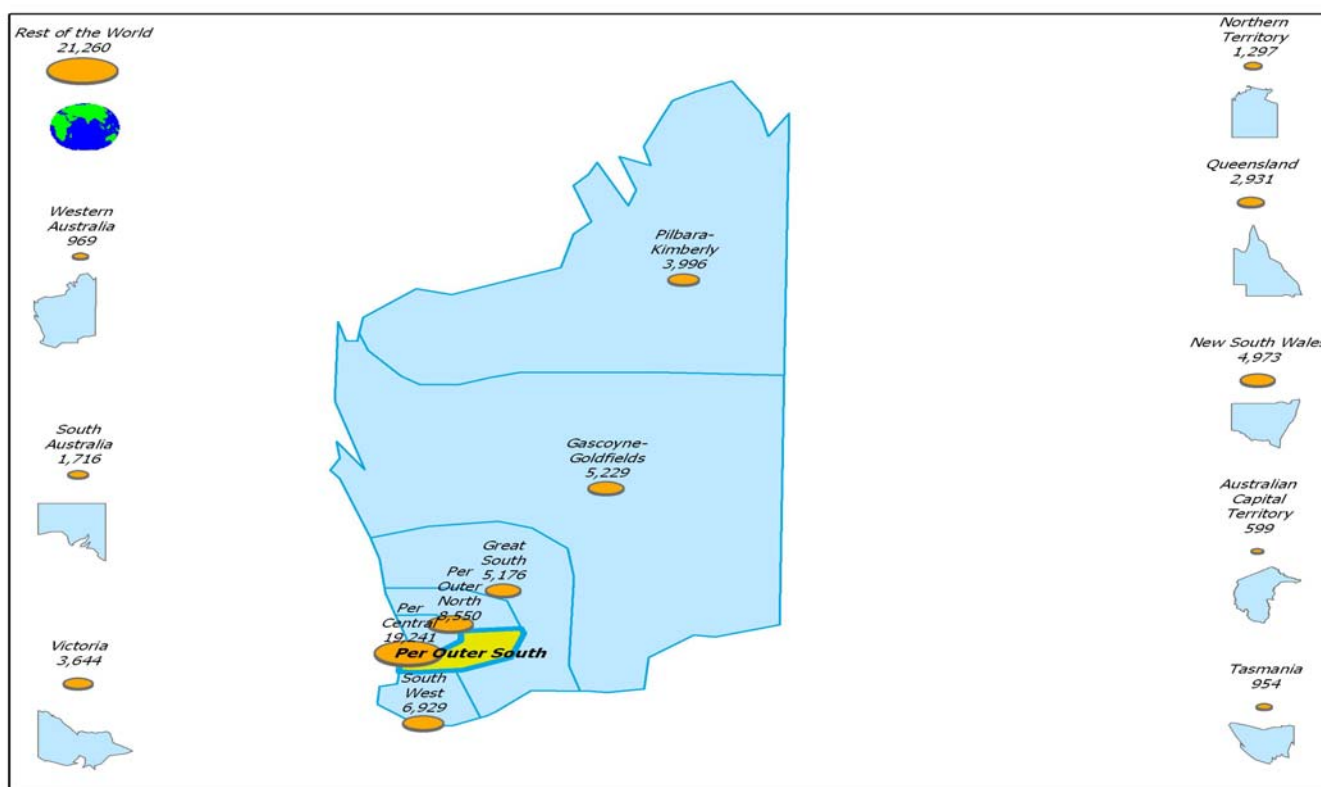 Rest of the World
21,260
Western
Australia
969
South
Australia
1,716
Victoria
3,644
Pilbara-
Kimberly
3,996
Gascoyne-
Goldfields
5,229
Great
South
5,176
Per
Outer
North
8,550
Per
Central
19,241
Per Outer South
South
West
6,929
Northern
Territory
1,297
Queensland
2,931
New South Wales
4,973
Australian
Capital
Territory
599
Tasmania
954